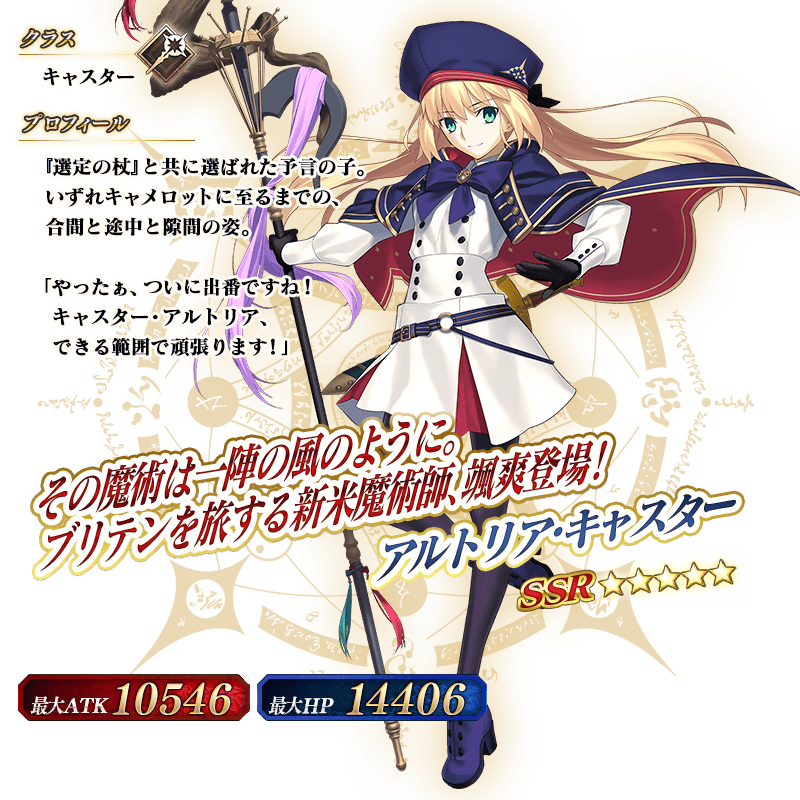 クラス
キャスター
プロフィール
『選定の杖』と共に選ばれた予言の子。
いずれキャメロットに至るまでの、
合間と途中と隙間の姿。
「やったぁ、ついに出番ですね！
キャスター・アルトリア、
できる範囲で頑張ります！」
その魔術は一陣の風のように。
ブリテンを旅する新米魔術師、颯爽登場！
アルトリア・キャスター
SSR ☆☆☆☆☆
最大ATK 10546
最大HP 14406